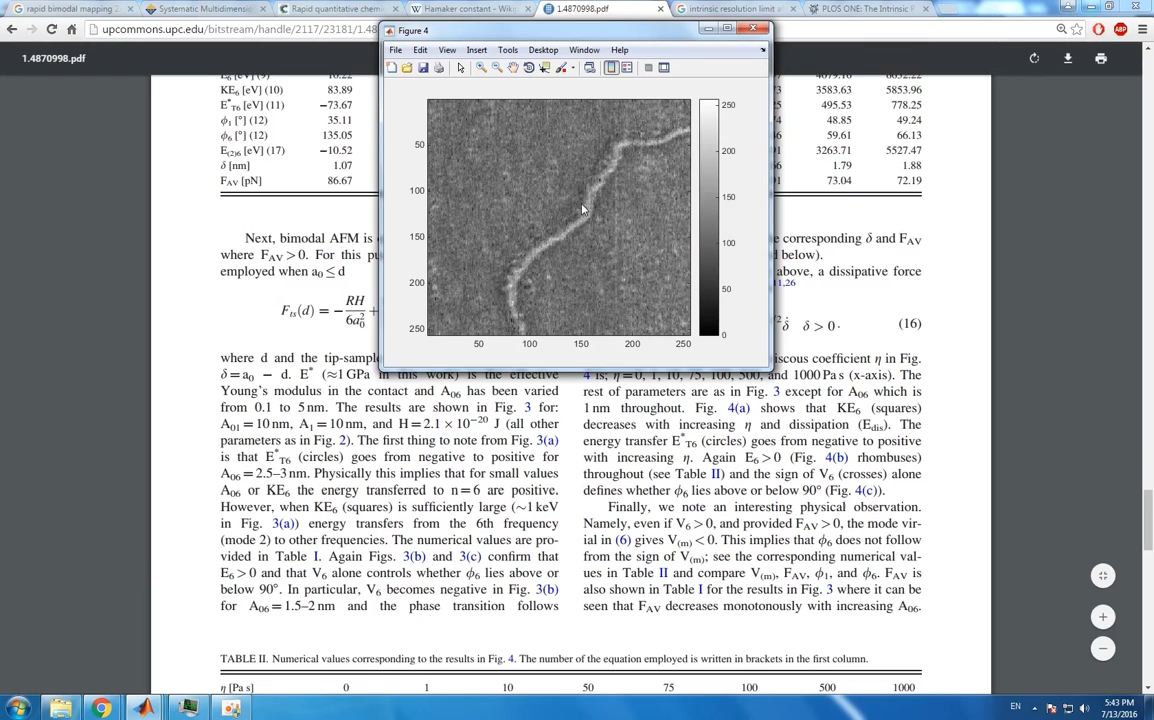 rapid bimodal mapping
Systematic Multidimensio
Rapid quantitative chem
Hamaker constant - Wiki
1.4870998.pdf
intrinsic resolution limit a
PLOS ONE: The Intrinsic R
upcommons.upc.edu/bitstream/handle/2117/23181/1.48
1.4870998.pdf
Figure 4
File Edit View Insert Tools Desktop Window Help
KE6 [eV] (10) 83.89
3583.63 5853.96
E*T6 [eV] (11) −73.67
495.53 778.25
ϕ1 [°] (12) 35.11
48.85 49.24
ϕ6 [°] (12) 135.05
59.61 66.13
E(2)6 [eV] (17) −10.52
3263.71 5527.47
δ [nm] 1.07
1.79 1.88
FAV [pN] 86.67
73.04 72.19
50
100
150
200
250
50 100 150 200 250
250
200
150
100
50
0
Next, bimodal AFM is
where FAV > 0. For this pu
employed when a0 ≤ d
Fts(d) = − RH / 6a0² +
where d and the tip-sampl
δ = a0 − d. E* (≈1 GPa in this work) is the effective
Young's modulus in the contact and A06 has been varied
from 0.1 to 5 nm. The results are shown in Fig. 3 for:
A01 = 10 nm, A1 = 10 nm, and H = 2.1 × 10−20 J (all other
parameters as in Fig. 2). The first thing to note from Fig. 3(a)
is that E*T6 (circles) goes from negative to positive for
A06 = 2.5–3 nm. Physically this implies that for small values
A06 or KE6 the energy transferred to n = 6 are positive.
However, when KE6 (squares) is sufficiently large (~1 keV
in Fig. 3(a)) energy transfers from the 6th frequency
(mode 2) to other frequencies. The numerical values are pro-
vided in Table I. Again Figs. 3(b) and 3(c) confirm that
E6 > 0 and that V6 alone controls whether ϕ6 lies above or
below 90°. In particular, V6 becomes negative in Fig. 3(b)
for A06 = 1.5–2 nm and the phase transition follows
e corresponding δ and FAV
d below).
above, a dissipative force
11,26
δ̇ δ > 0 · (16)
iscous coefficient η in Fig.
4 is; η = 0, 1, 10, 75, 100, 500, and 1000 Pa s (x-axis). The
rest of parameters are as in Fig. 3 except for A06 which is
1 nm throughout. Fig. 4(a) shows that KE6 (squares)
decreases with increasing η and dissipation (Edis). The
energy transfer E*T6 (circles) goes from negative to positive
with increasing η. Again E6 > 0 (Fig. 4(b) rhombuses)
throughout (see Table II) and the sign of V6 (crosses) alone
defines whether ϕ6 lies above or below 90° (Fig. 4(c)).
Finally, we note an interesting physical observation.
Namely, even if V6 > 0, and provided FAV > 0, the mode vir-
ial in (6) gives V(m) < 0. This implies that ϕ6 does not follow
from the sign of V(m); see the corresponding numerical val-
ues in Table II and compare V(m), FAV, ϕ1, and ϕ6. FAV is
also shown in Table I for the results in Fig. 3 where it can be
seen that FAV decreases monotonously with increasing A06.
TABLE II. Numerical values corresponding to the results in Fig. 4. The number of the equation employed is written in brackets in the first column.
η [Pa s] 0 1 10 50 75 100 500 1000
EN
5:43 PM
7/13/2016